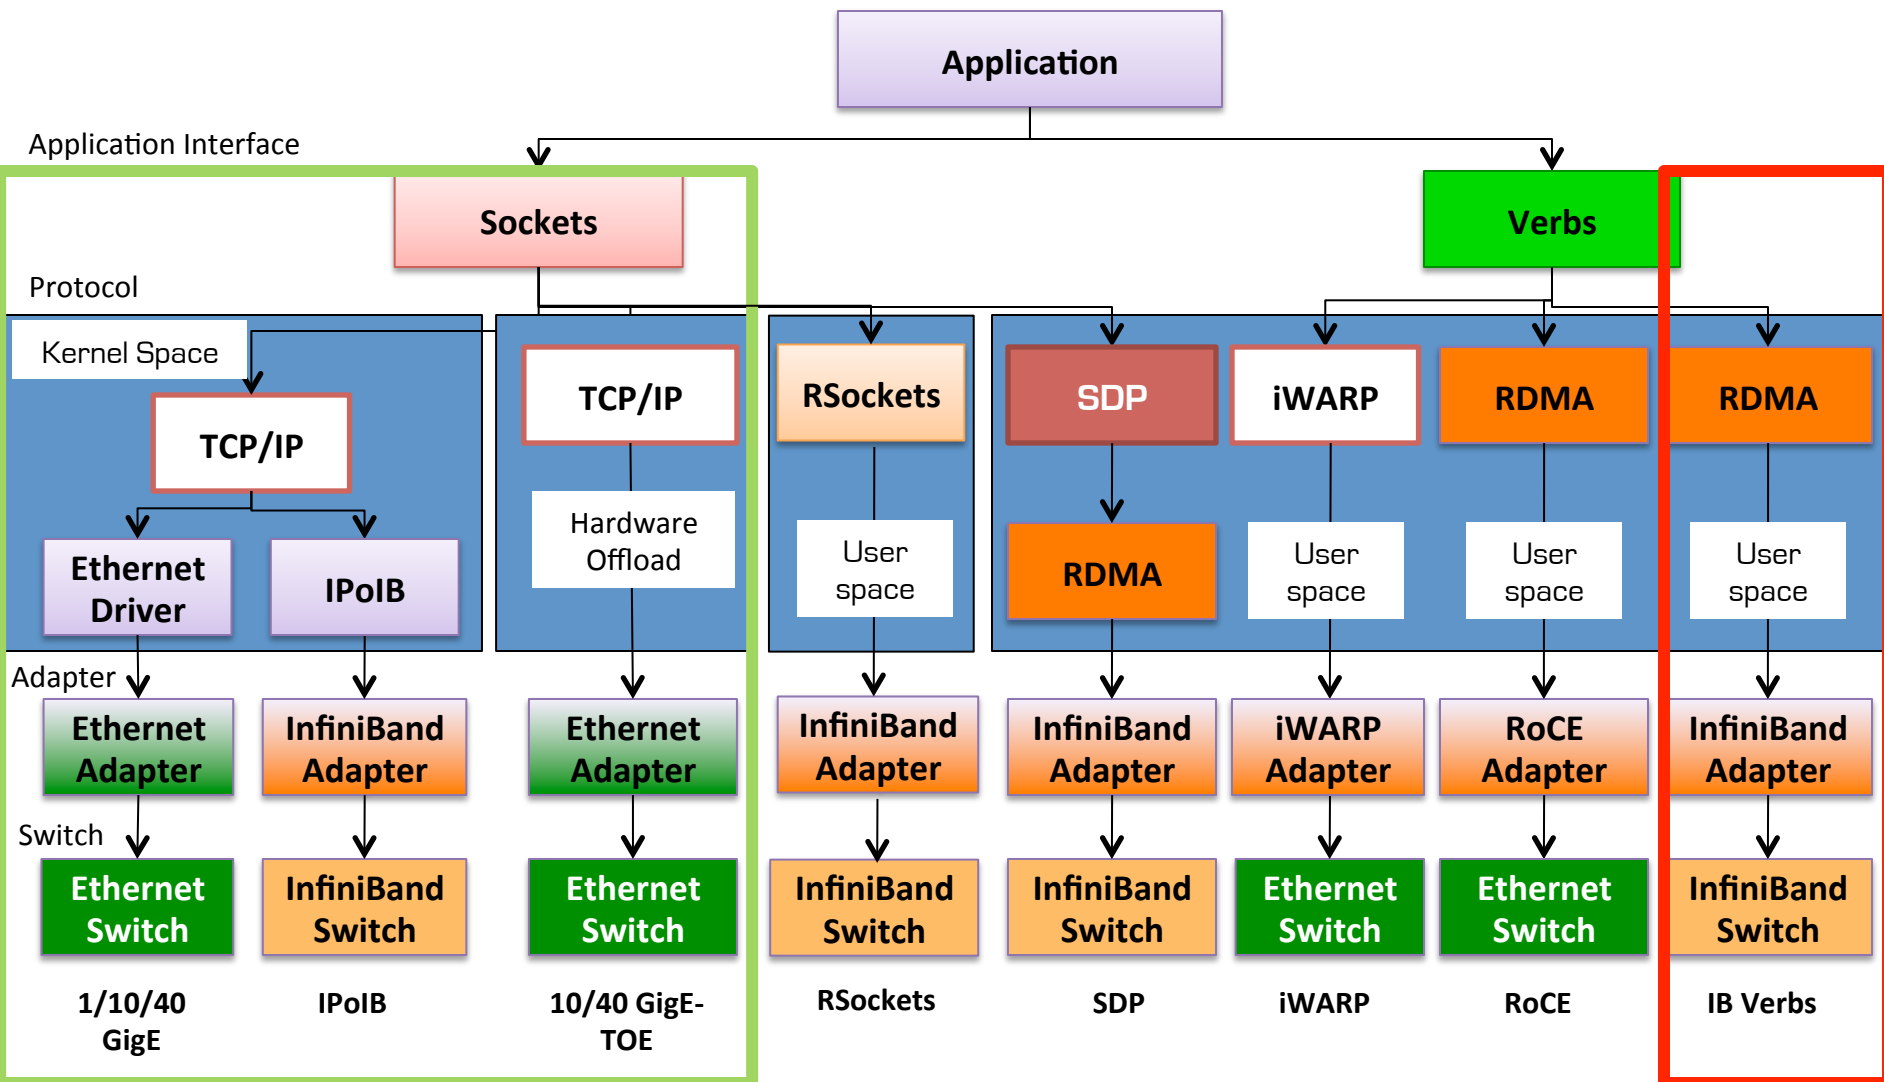 Application
Application Interface
Sockets
Verbs
Protocol
Kernel Space
TCP/IP
TCP/IP
RSockets
SDP
iWARP
RDMA
RDMA
Ethernet
Driver
IPoIB
Hardware
Offload
User
space
RDMA
User
space
User
space
User
space
Adapter
Ethernet
Adapter
InfiniBand
Adapter
Ethernet
Adapter
InfiniBand
Adapter
InfiniBand
Adapter
iWARP
Adapter
RoCE
Adapter
InfiniBand
Adapter
Switch
Ethernet
Switch
InfiniBand
Switch
Ethernet
Switch
InfiniBand
Switch
InfiniBand
Switch
Ethernet
Switch
Ethernet
Switch
InfiniBand
Switch
1/10/40
GigE
IPoIB
10/40 GigE-
TOE
RSockets
SDP
iWARP
RoCE
IB Verbs